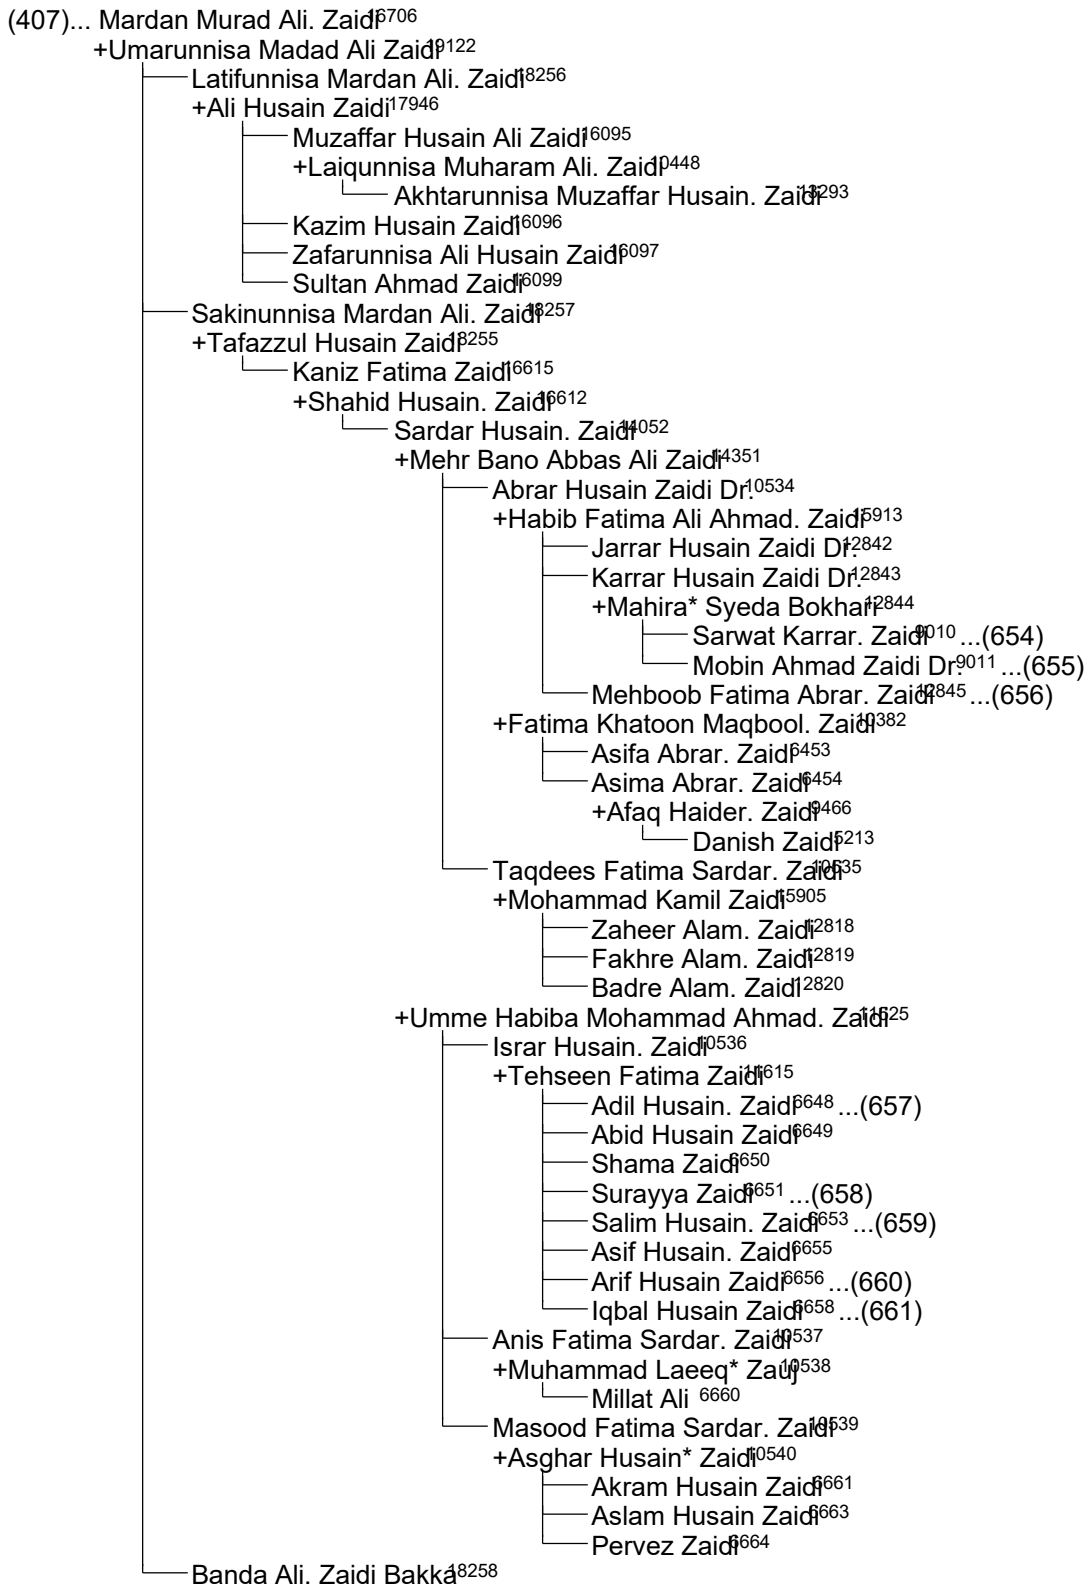 (407)... Mardan Murad Ali. Zaidi16706
+Umarunnisa Madad Ali Zaidi19122
Latifunnisa Mardan Ali. Zaidi18256
+Ali Husain Zaidi17946
Muzaffar Husain Ali Zaidi16095
+Laiqunnisa Muharam Ali. Zaidi10448
Akhtarunnisa Muzaffar Husain. Zaidi13293
Kazim Husain Zaidi16096
Zafarunnisa Ali Husain Zaidi16097
Sultan Ahmad Zaidi16099
Sakinunnisa Mardan Ali. Zaidi18257
+Tafazzul Husain Zaidi18255
Kaniz Fatima Zaidi16615
+Shahid Husain. Zaidi16612
Sardar Husain. Zaidi14052
+Mehr Bano Abbas Ali Zaidi14351
Abrar Husain Zaidi Dr.10534
+Habib Fatima Ali Ahmad. Zaidi15913
Jarrar Husain Zaidi Dr.12842
Karrar Husain Zaidi Dr.12843
+Mahira* Syeda Bokhari12844
Sarwat Karrar. Zaidi9010 ...(654)
Mobin Ahmad Zaidi Dr.9011 ...(655)
Mehboob Fatima Abrar. Zaidi12845 ...(656)
+Fatima Khatoon Maqbool. Zaidi10382
Asifa Abrar. Zaidi6453
Asima Abrar. Zaidi6454
+Afaq Haider. Zaidi9466
Danish Zaidi5213
Taqdees Fatima Sardar. Zaidi10535
+Mohammad Kamil Zaidi15905
Zaheer Alam. Zaidi12818
Fakhre Alam. Zaidi12819
Badre Alam. Zaidi12820
+Umme Habiba Mohammad Ahmad. Zaidi11625
Israr Husain. Zaidi10536
+Tehseen Fatima Zaidi11615
Adil Husain. Zaidi6648 ...(657)
Abid Husain Zaidi6649
Shama Zaidi6650
Surayya Zaidi6651 ...(658)
Salim Husain. Zaidi6653 ...(659)
Asif Husain. Zaidi6655
Arif Husain Zaidi6656 ...(660)
Iqbal Husain Zaidi6658 ...(661)
Anis Fatima Sardar. Zaidi10537
+Muhammad Laeeq* Zauj10538
Millat Ali 6660
Masood Fatima Sardar. Zaidi10539
+Asghar Husain* Zaidi10540
Akram Husain Zaidi6661
Aslam Husain Zaidi6663
Pervez Zaidi6664
Banda Ali. Zaidi Bakka18258